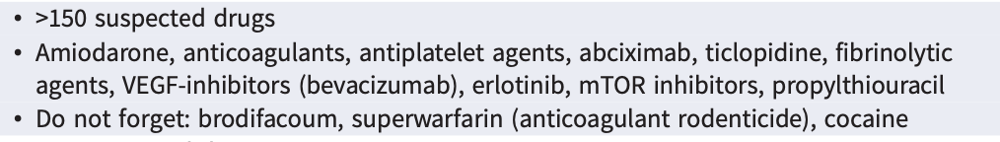 • >150 suspected drugs
• Amiodarone, anticoagulants, antiplatelet agents, abciximab, ticlopidine, fibrinolytic
agents, VEGF-inhibitors (bevacizumab), erlotinib, mTOR inhibitors, propylthiouracil
• Do not forget: brodifacoum, superwarfarin (anticoagulant rodenticide), cocaine